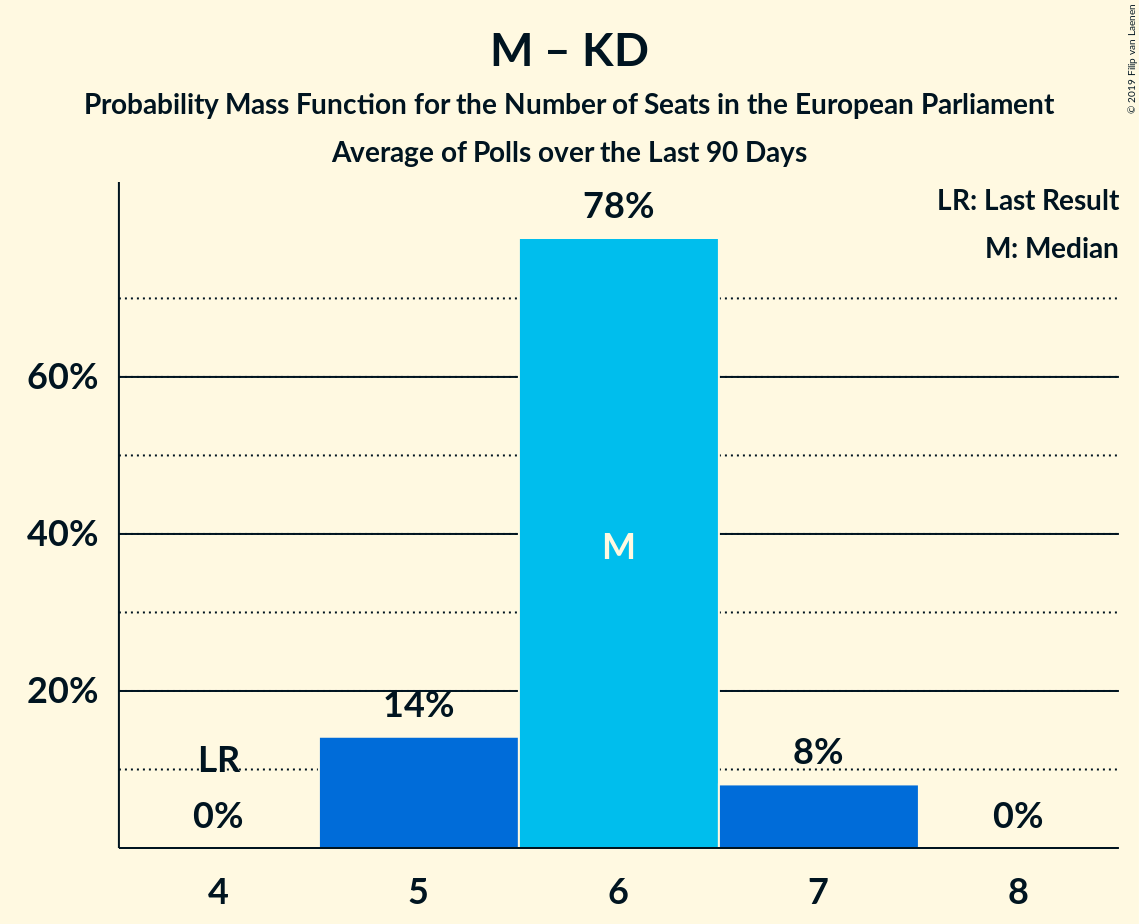 M – KD
Probability Mass Function for the Number of Seats in the European Parliament
Average of Polls over the Last 90 Days
© 2019 Filip van Laenen
LR: Last Result
M: Median
78%
60%
40%
20%
M
14%
LR
0%
8%
0%
4 5 6 7 8